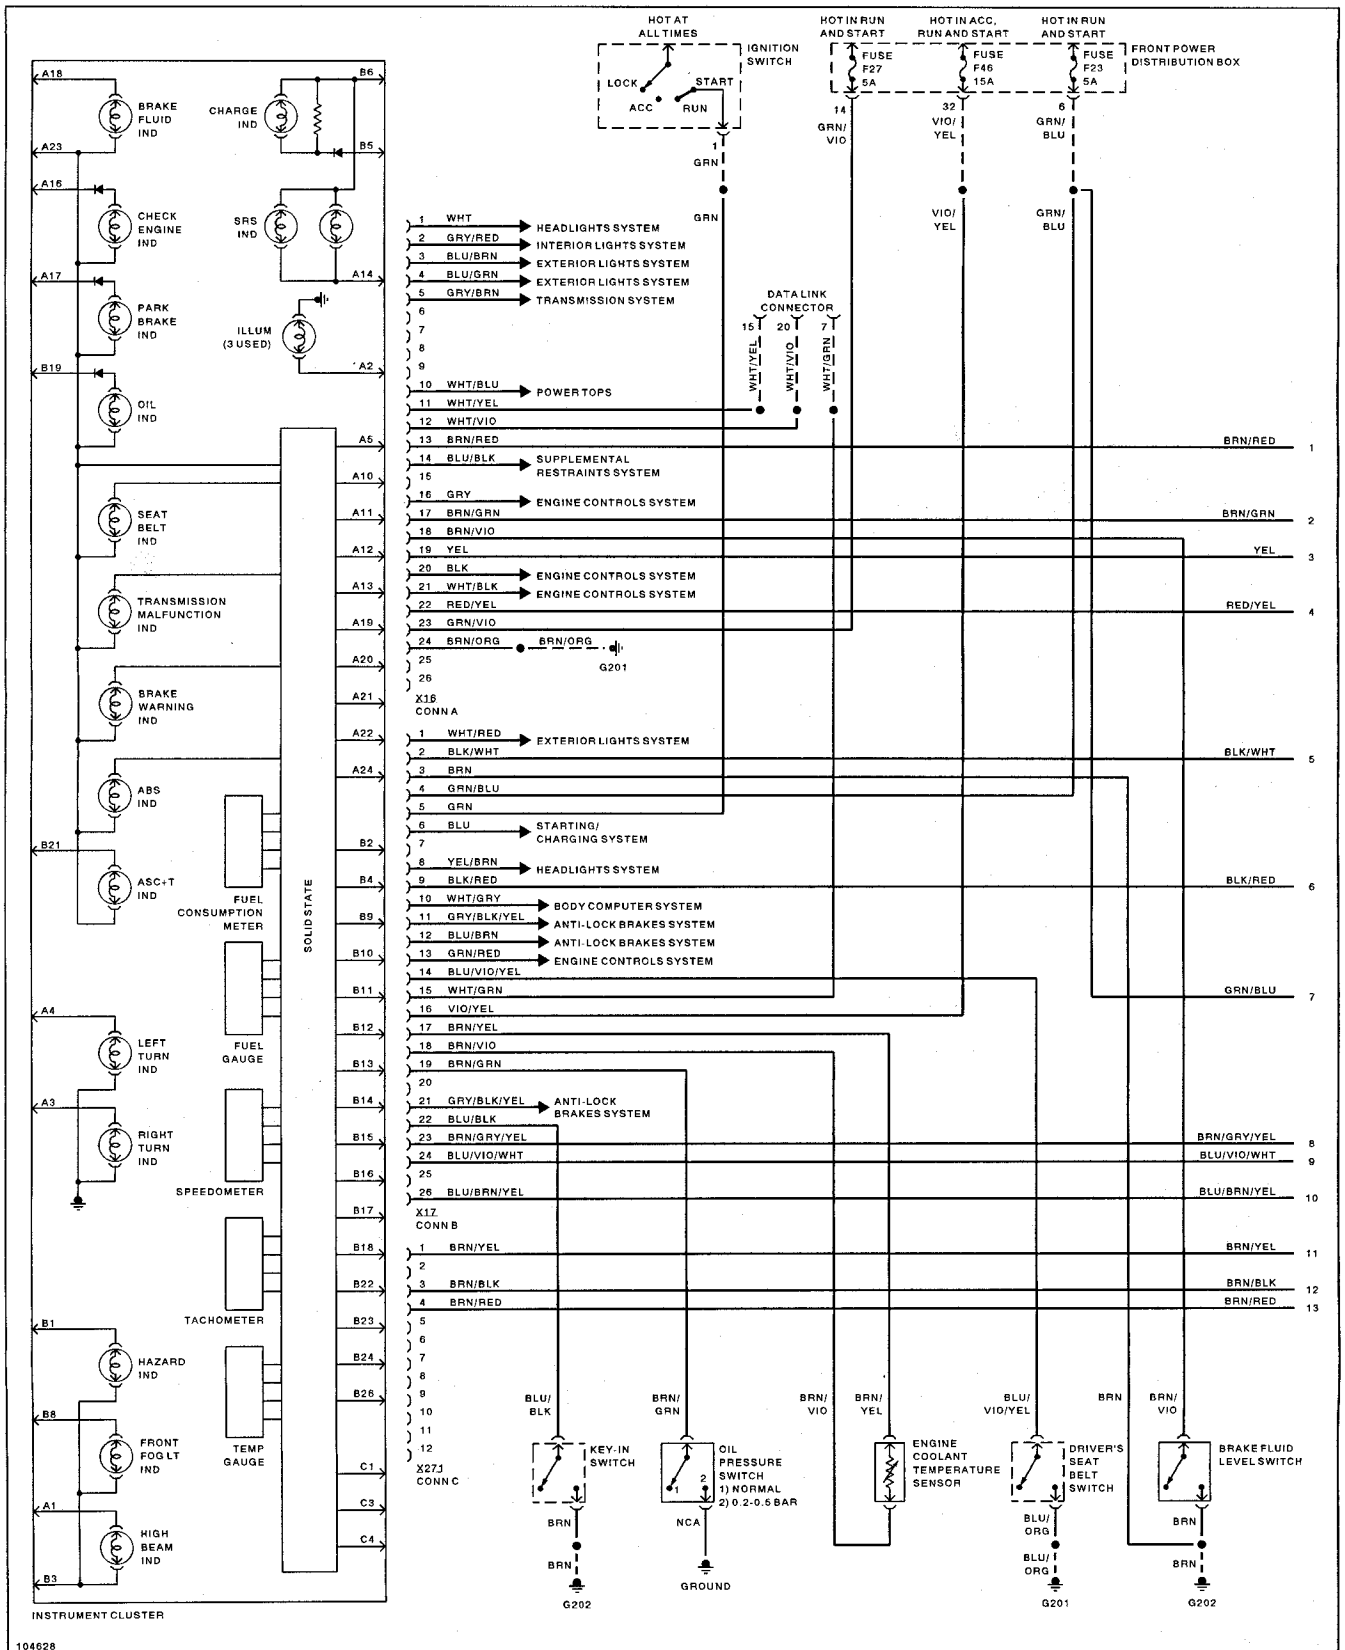 HOT AT
ALL TIMES
IGNITION
SWITCH
LOCK
START
ACC
RUN
1
GRN
GRN
HOT IN RUN
AND START
HOT IN ACC,
RUN AND START
HOT IN RUN
AND START
FUSE
F27
5A
FUSE
F46
15A
FUSE
F23
5A
FRONT POWER
DISTRIBUTION BOX
14
GRN/
VIO
32
VIO/
YEL
6
GRN/
BLU
VIO/
YEL
GRN/
BLU
A18
BRAKE
FLUID
IND
A23
A16
CHECK
ENGINE
IND
A17
PARK
BRAKE
IND
B19
OIL
IND
SEAT
BELT
IND
TRANSMISSION
MALFUNCTION
IND
BRAKE
WARNING
IND
ABS
IND
B21
ASC+T
IND
A4
LEFT
TURN
IND
A3
RIGHT
TURN
IND
B1
HAZARD
IND
B8
FRONT
FOG LT
IND
A1
HIGH
BEAM
IND
B3
INSTRUMENT CLUSTER
CHARGE
IND
B6
B5
SRS
IND
A14
ILLUM
(3 USED)
A2
SOLID STATE
FUEL
CONSUMPTION
METER
FUEL
GAUGE
SPEEDOMETER
TACHOMETER
TEMP
GAUGE
A5
A10
A11
A12
A13
A19
A20
A21
A22
A24
B2
B4
B9
B10
B11
B12
B13
B14
B15
B16
B17
B18
B22
B23
B24
B26
C1
C3
C4
1 WHT HEADLIGHTS SYSTEM
2 GRY/RED INTERIOR LIGHTS SYSTEM
3 BLU/BRN EXTERIOR LIGHTS SYSTEM
4 BLU/GRN EXTERIOR LIGHTS SYSTEM
5 GRY/BRN TRANSMISSION SYSTEM
6
7
8
9
10 WHT/BLU POWER TOPS
11 WHT/YEL
12 WHT/VIO
13 BRN/RED BRN/RED 1
14 BLU/BLK SUPPLEMENTAL
RESTRAINTS SYSTEM
15
16 GRY ENGINE CONTROLS SYSTEM
17 BRN/GRN BRN/GRN 2
18 BRN/VIO
19 YEL YEL 3
20 BLK ENGINE CONTROLS SYSTEM
21 WHT/BLK ENGINE CONTROLS SYSTEM
22 RED/YEL RED/YEL 4
23 GRN/VIO
24 BRN/ORG BRN/ORG
G201
25
26
X16
CONN A
DATA LINK
CONNECTOR
15 20 7
WHT/YEL
WHT/VIO
WHT/GRN
1 WHT/RED EXTERIOR LIGHTS SYSTEM
2 BLK/WHT BLK/WHT 5
3 BRN
4 GRN/BLU
5 GRN
6 BLU STARTING/
CHARGING SYSTEM
7
8 YEL/BRN HEADLIGHTS SYSTEM
9 BLK/RED BLK/RED 6
10 WHT/GRY BODY COMPUTER SYSTEM
11 GRY/BLK/YEL ANTI-LOCK BRAKES SYSTEM
12 BLU/BRN ANTI-LOCK BRAKES SYSTEM
13 GRN/RED ENGINE CONTROLS SYSTEM
14 BLU/VIO/YEL
15 WHT/GRN GRN/BLU 7
16 VIO/YEL
17 BRN/YEL
18 BRN/VIO
19 BRN/GRN
20
21 GRY/BLK/YEL ANTI-LOCK
BRAKES SYSTEM
22 BLU/BLK
23 BRN/GRY/YEL BRN/GRY/YEL 8
24 BLU/VIO/WHT BLU/VIO/WHT 9
25
26 BLU/BRN/YEL BLU/BRN/YEL 10
X17
CONN B
1 BRN/YEL BRN/YEL 11
2
3 BRN/BLK BRN/BLK 12
4 BRN/RED BRN/RED 13
5
6
7
8
9
10
11
12
X271
CONN C
BLU/
BLK
KEY-IN
SWITCH
BRN
BRN
G202
BRN/
GRN
OIL
PRESSURE
SWITCH
1) NORMAL
2) 0.2-0.5 BAR
1
2
NCA
GROUND
BRN/
VIO
BRN/
YEL
ENGINE
COOLANT
TEMPERATURE
SENSOR
BLU/
VIO/YEL
DRIVER'S
SEAT
BELT
SWITCH
BLU/
ORG
BLU/
ORG
G201
BRN
BRN/
VIO
BRAKE FLUID
LEVEL SWITCH
BRN
BRN
G202
104628